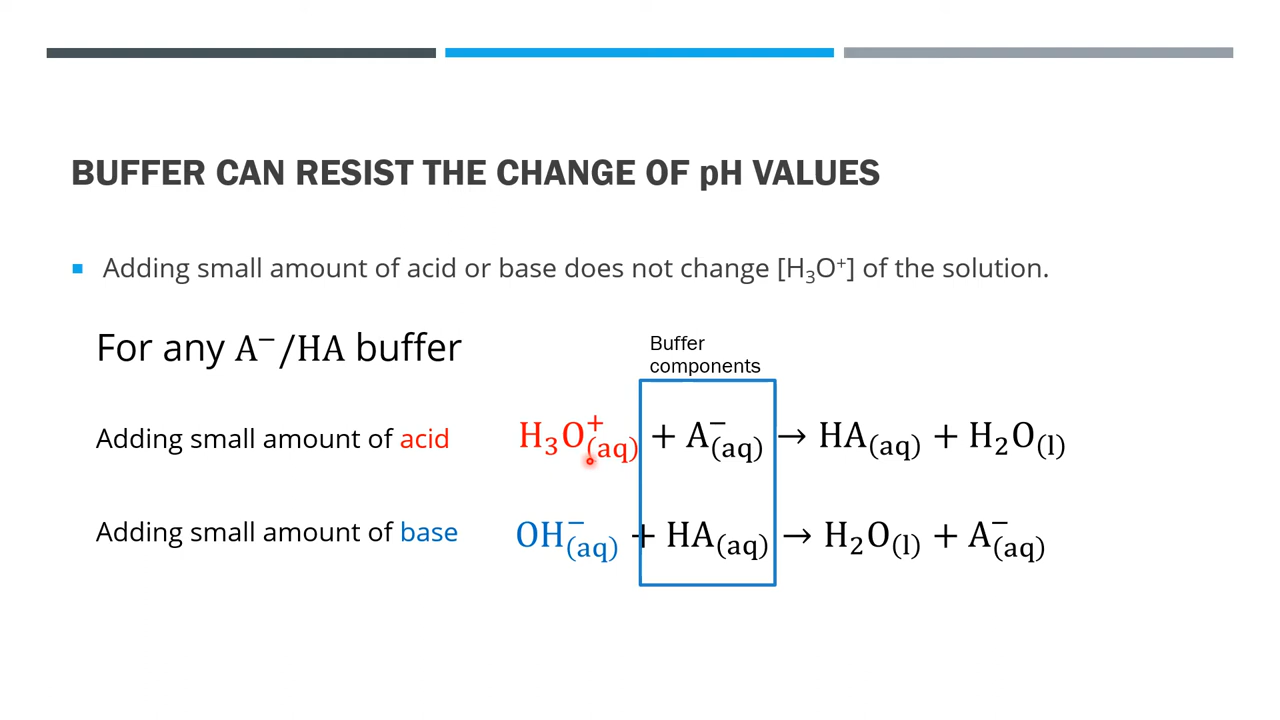 BUFFER CAN RESIST THE CHANGE OF pH VALUES
Adding small amount of acid or base does not change [H₃O⁺] of the solution.
For any A⁻/HA buffer
Buffer
components
Adding small amount of acid H₃O⁺₍aq₎ + A⁻₍aq₎ → HA₍aq₎ + H₂O₍l₎
Adding small amount of base OH⁻₍aq₎ + HA₍aq₎ → H₂O₍l₎ + A⁻₍aq₎